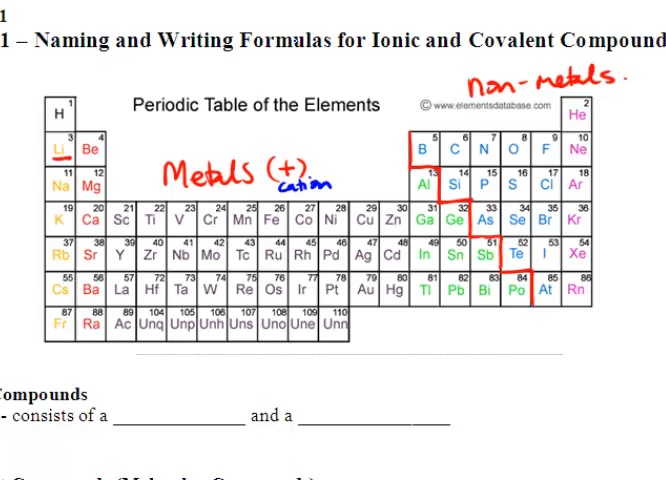 1
1 – Naming and Writing Formulas for Ionic and Covalent Compound
non-metals.
Periodic Table of the Elements © www.elementsdatabase.com
1 2
H He
3 4 5 6 7 8 9 10
Li Be B C N O F Ne
Metals (+)
cation
11 12 13 14 15 16 17 18
Na Mg Al Si P S Cl Ar
19 20 21 22 23 24 25 26 27 28 29 30 31 32 33 34 35 36
K Ca Sc Ti V Cr Mn Fe Co Ni Cu Zn Ga Ge As Se Br Kr
37 38 39 40 41 42 43 44 45 46 47 48 49 50 51 52 53 54
Rb Sr Y Zr Nb Mo Tc Ru Rh Pd Ag Cd In Sn Sb Te I Xe
55 56 57 72 73 74 75 76 77 78 79 80 81 82 83 84 85 86
Cs Ba La Hf Ta W Re Os Ir Pt Au Hg Tl Pb Bi Po At Rn
87 88 89 104 105 106 107 108 109 110
Fr Ra Ac Unq Unp Unh Uns Uno Une Unn
Compounds
- consists of a ____________ and a ____________